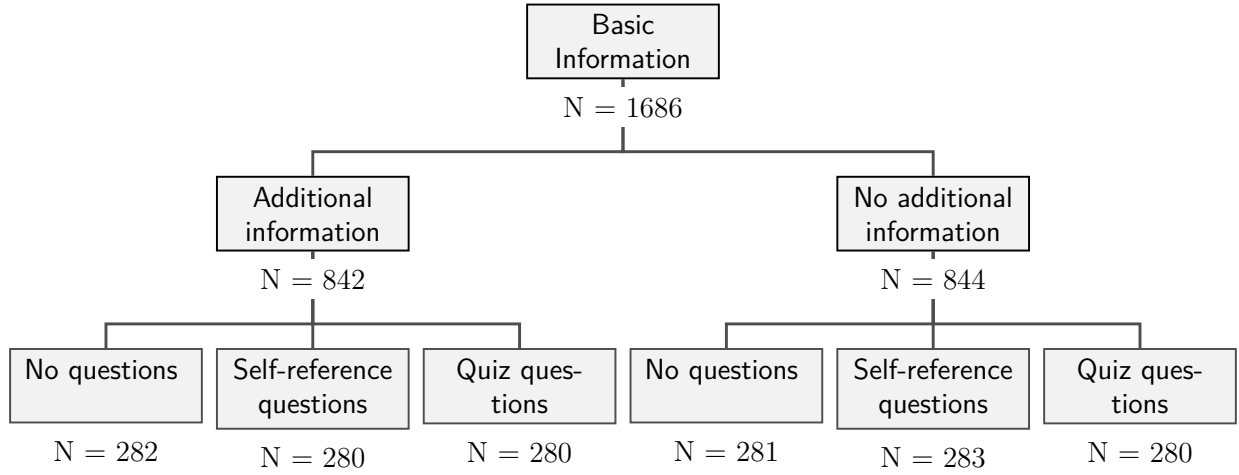 Basic
Information
N = 1686
Additional
information
No additional
information
N = 842
N = 844
No questions
Self-reference
questions
Quiz ques-
tions
No questions
Self-reference
questions
Quiz ques-
tions
N = 282
N = 280
N = 280
N = 281
N = 283
N = 280